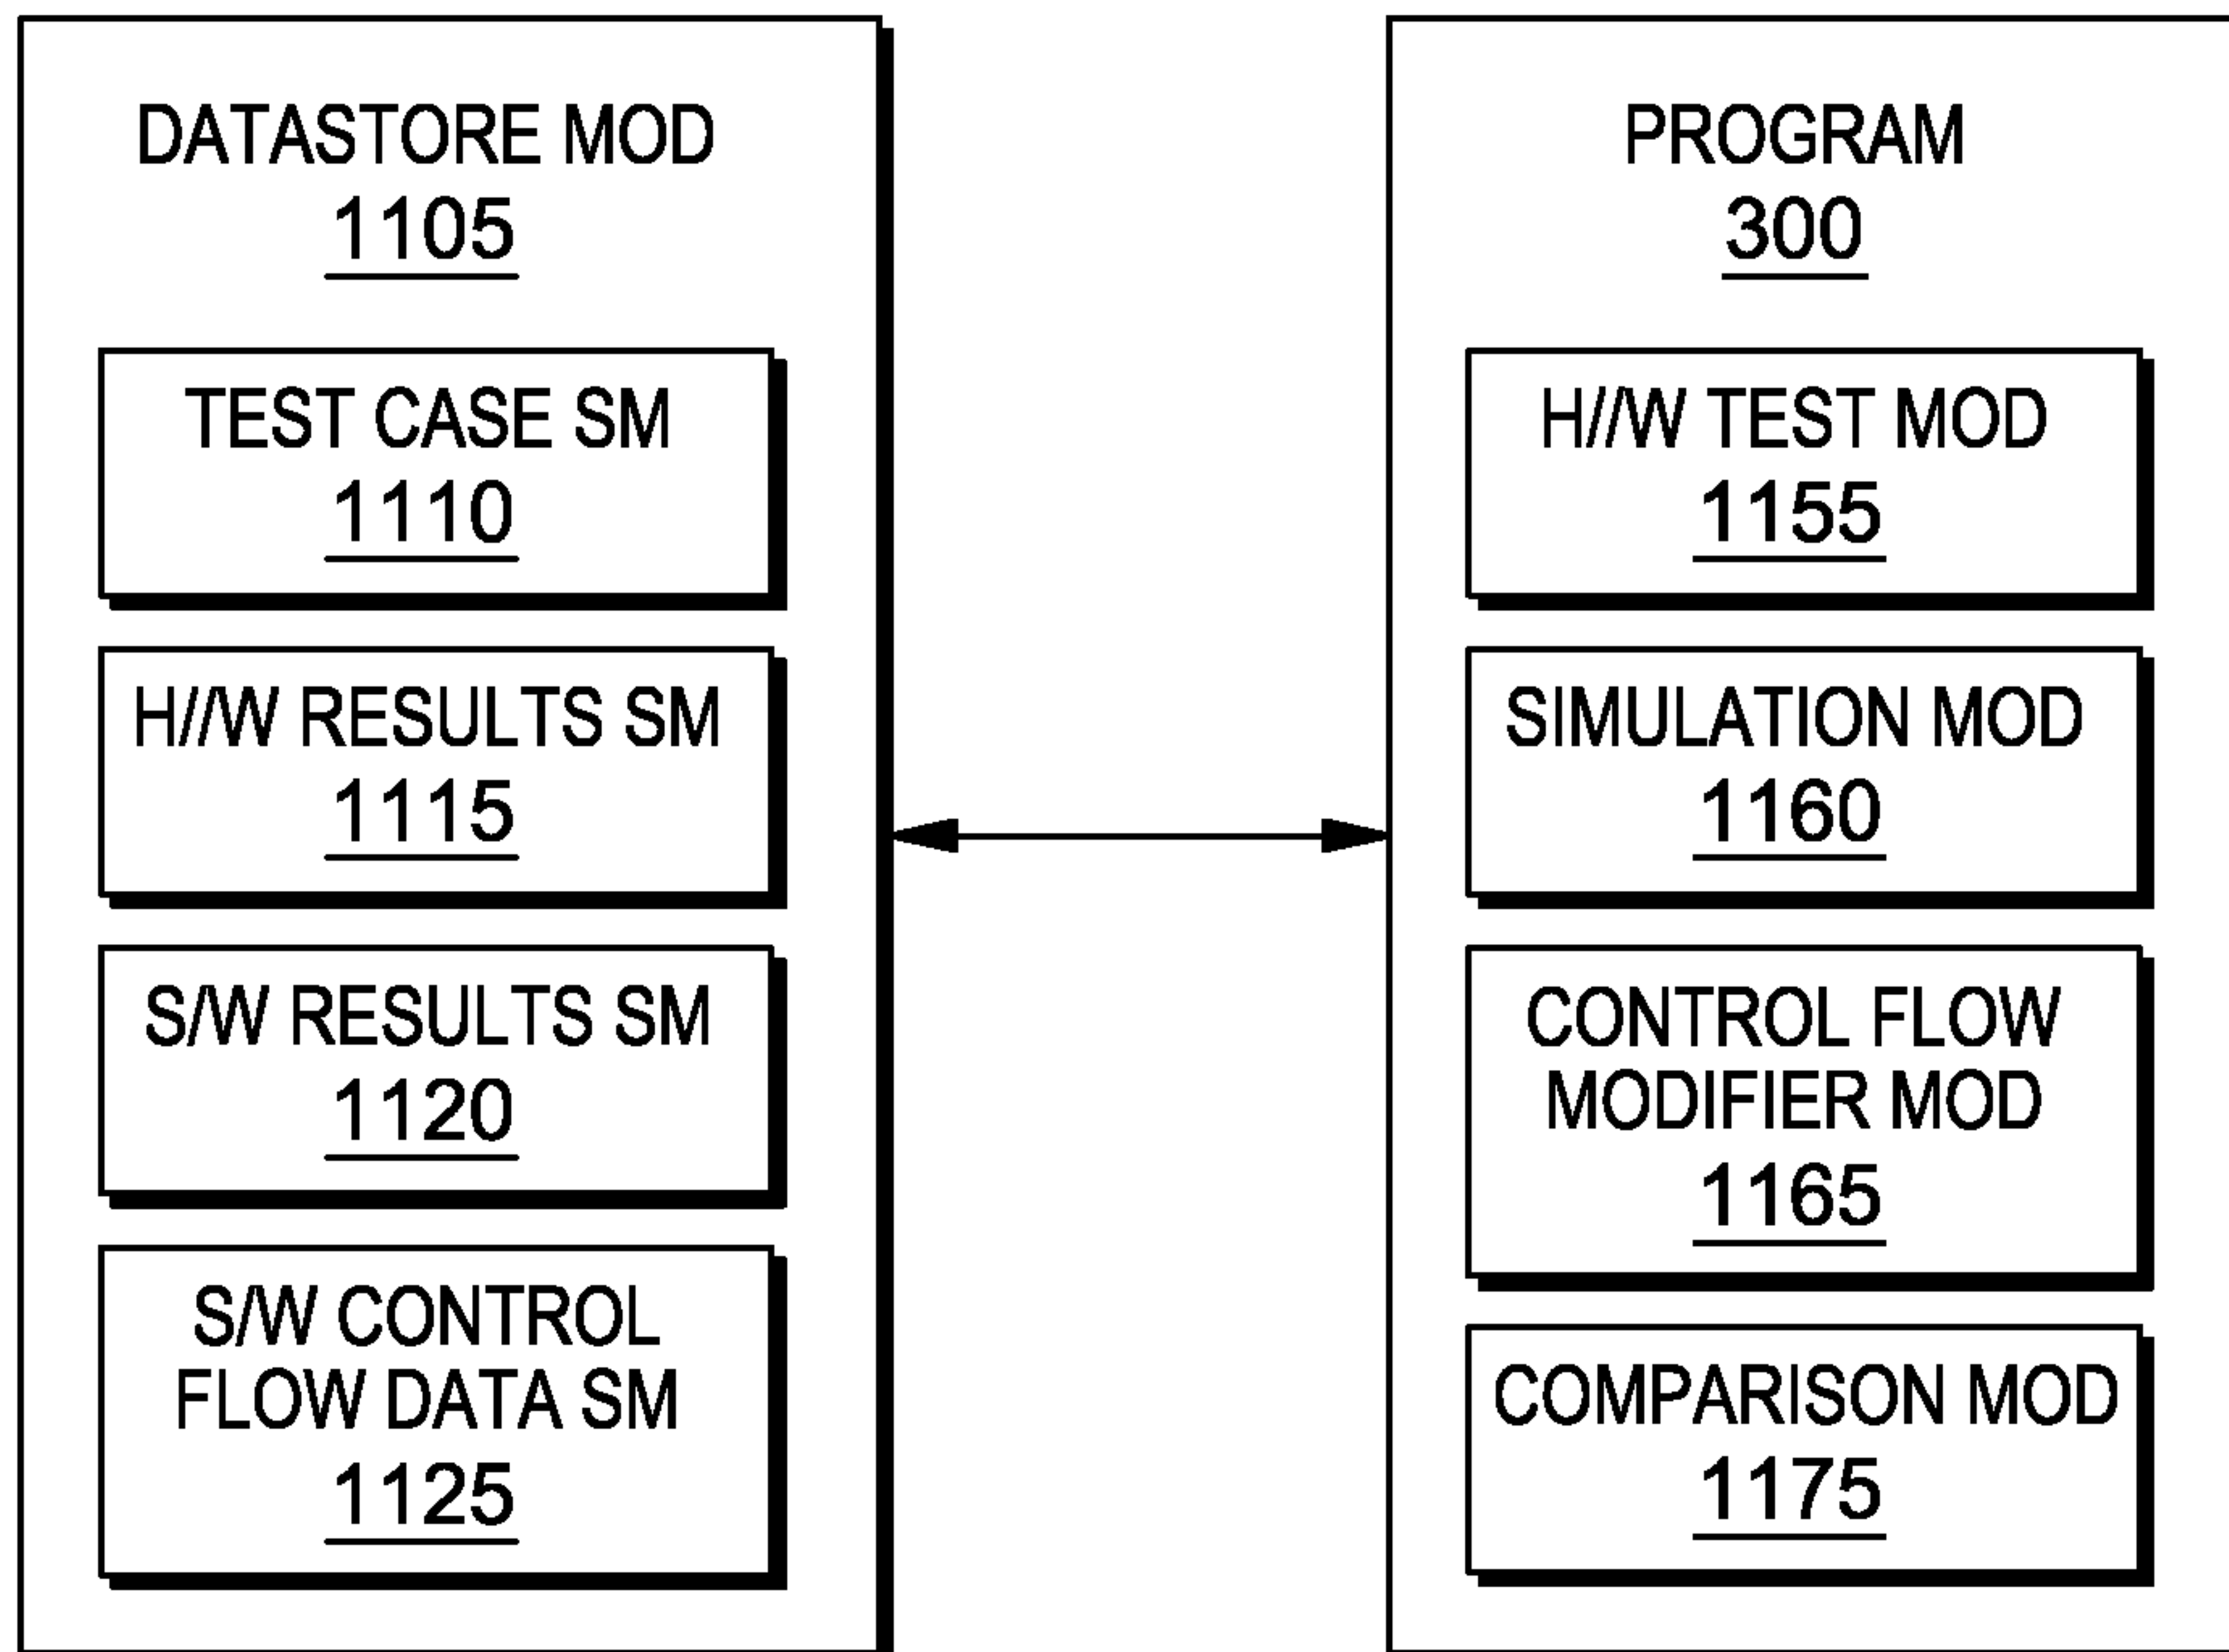 DATASTORE MOD
1105
TEST CASE SM
1110
H//W RESULTS SM
1115
S/W RESULTS SM
1120
S/W CONTROL
FLOW DATA SM
1125
PROGRAM
300
H//W TEST MOD
1155
SIMULATION MOD
1160
CONTROL FLOW
MODIFIER MOD
1165
COMPARISON MOD
1175